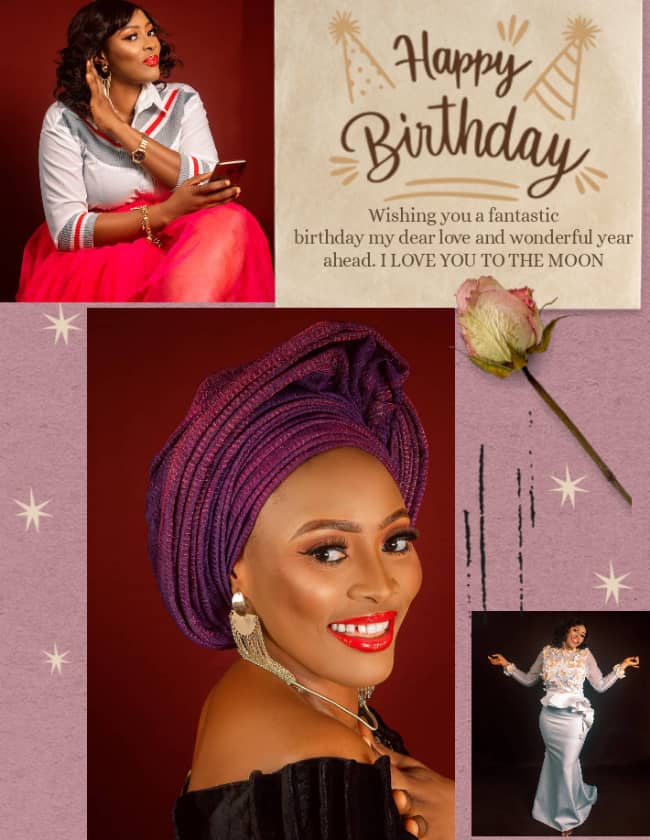 Happy
Birthday
Wishing you a fantastic
birthday my dear love and wonderful year
ahead. I LOVE YOU TO THE MOON